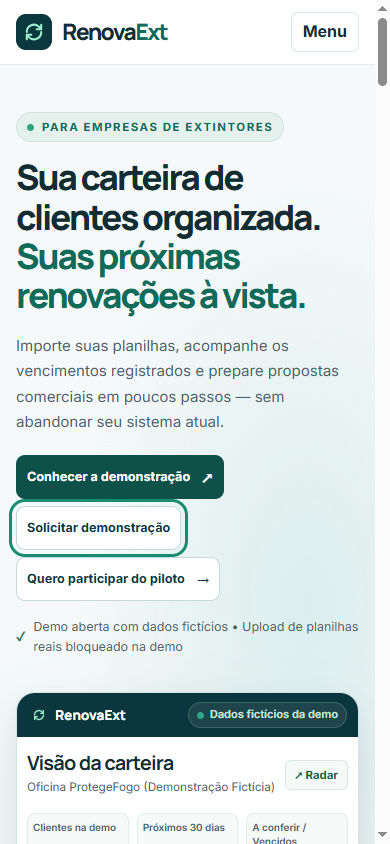 RenovaExt
Menu
PARA EMPRESAS DE EXTINTORES
Sua carteira de
clientes organizada.
Suas próximas
renovações à vista.
Importe suas planilhas, acompanhe os
vencimentos registrados e prepare propostas
comerciais em poucos passos — sem
abandonar seu sistema atual.
Conhecer a demonstração ↗
Solicitar demonstração
Quero participar do piloto →
✓ Demo aberta com dados fictícios • Upload de planilhas
reais bloqueado na demo
RenovaExt
Dados fictícios da demo
Visão da carteira
Oficina ProtegeFogo (Demonstração Fictícia)
↗ Radar
Clientes na demo
Próximos 30 dias
A conferir /
Vencidos